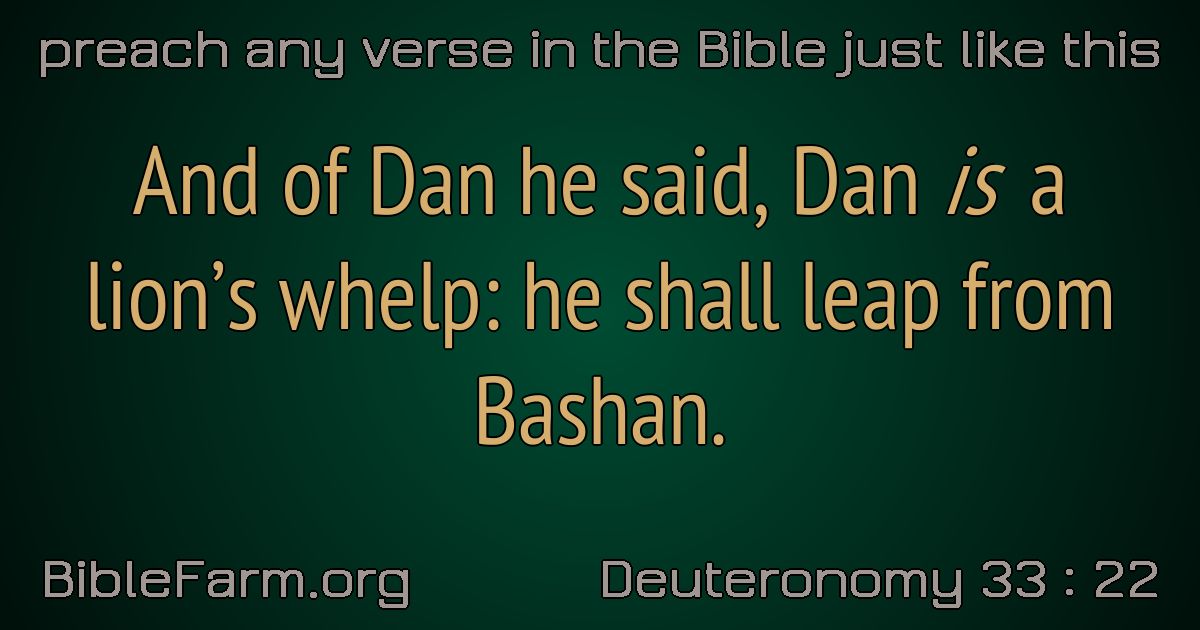 preach any verse in the Bible just like this
And of Dan he said, Dan is a
lion’s whelp: he shall leap from
Bashan.
BibleFarm.org
Deuteronomy 33 : 22